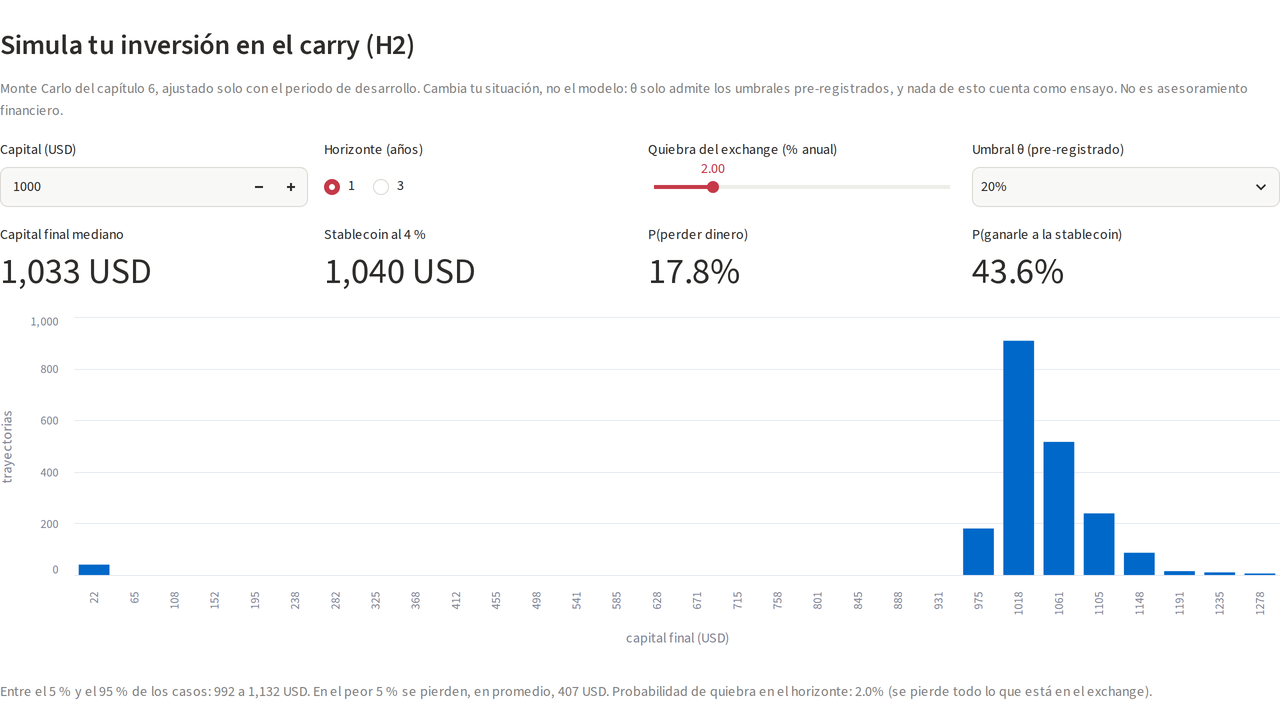 Simula tu inversión en el carry (H2)
Monte Carlo del capítulo 6, ajustado solo con el periodo de desarrollo. Cambia tu situación, no el modelo: θ solo admite los umbrales pre-registrados, y nada de esto cuenta como ensayo. No es asesoramiento
financiero.
Capital (USD)
Horizonte (años)
Quiebra del exchange (% anual)
Umbral θ (pre-registrado)
1000
1
3
2.00
20%
Capital final mediano
Stablecoin al 4 %
P(perder dinero)
P(ganarle a la stablecoin)
1,033 USD
1,040 USD
17.8%
43.6%
1,000
800
600
400
200
0
trayectorias
22 65 108 152 195 238 282 325 368 412 455 498 541 585 628 671 715 758 801 845 888 931 975 1018 1061 1105 1148 1191 1235 1278
capital final (USD)
Entre el 5 % y el 95 % de los casos: 992 a 1,132 USD. En el peor 5 % se pierden, en promedio, 407 USD. Probabilidad de quiebra en el horizonte: 2.0% (se pierde todo lo que está en el exchange).